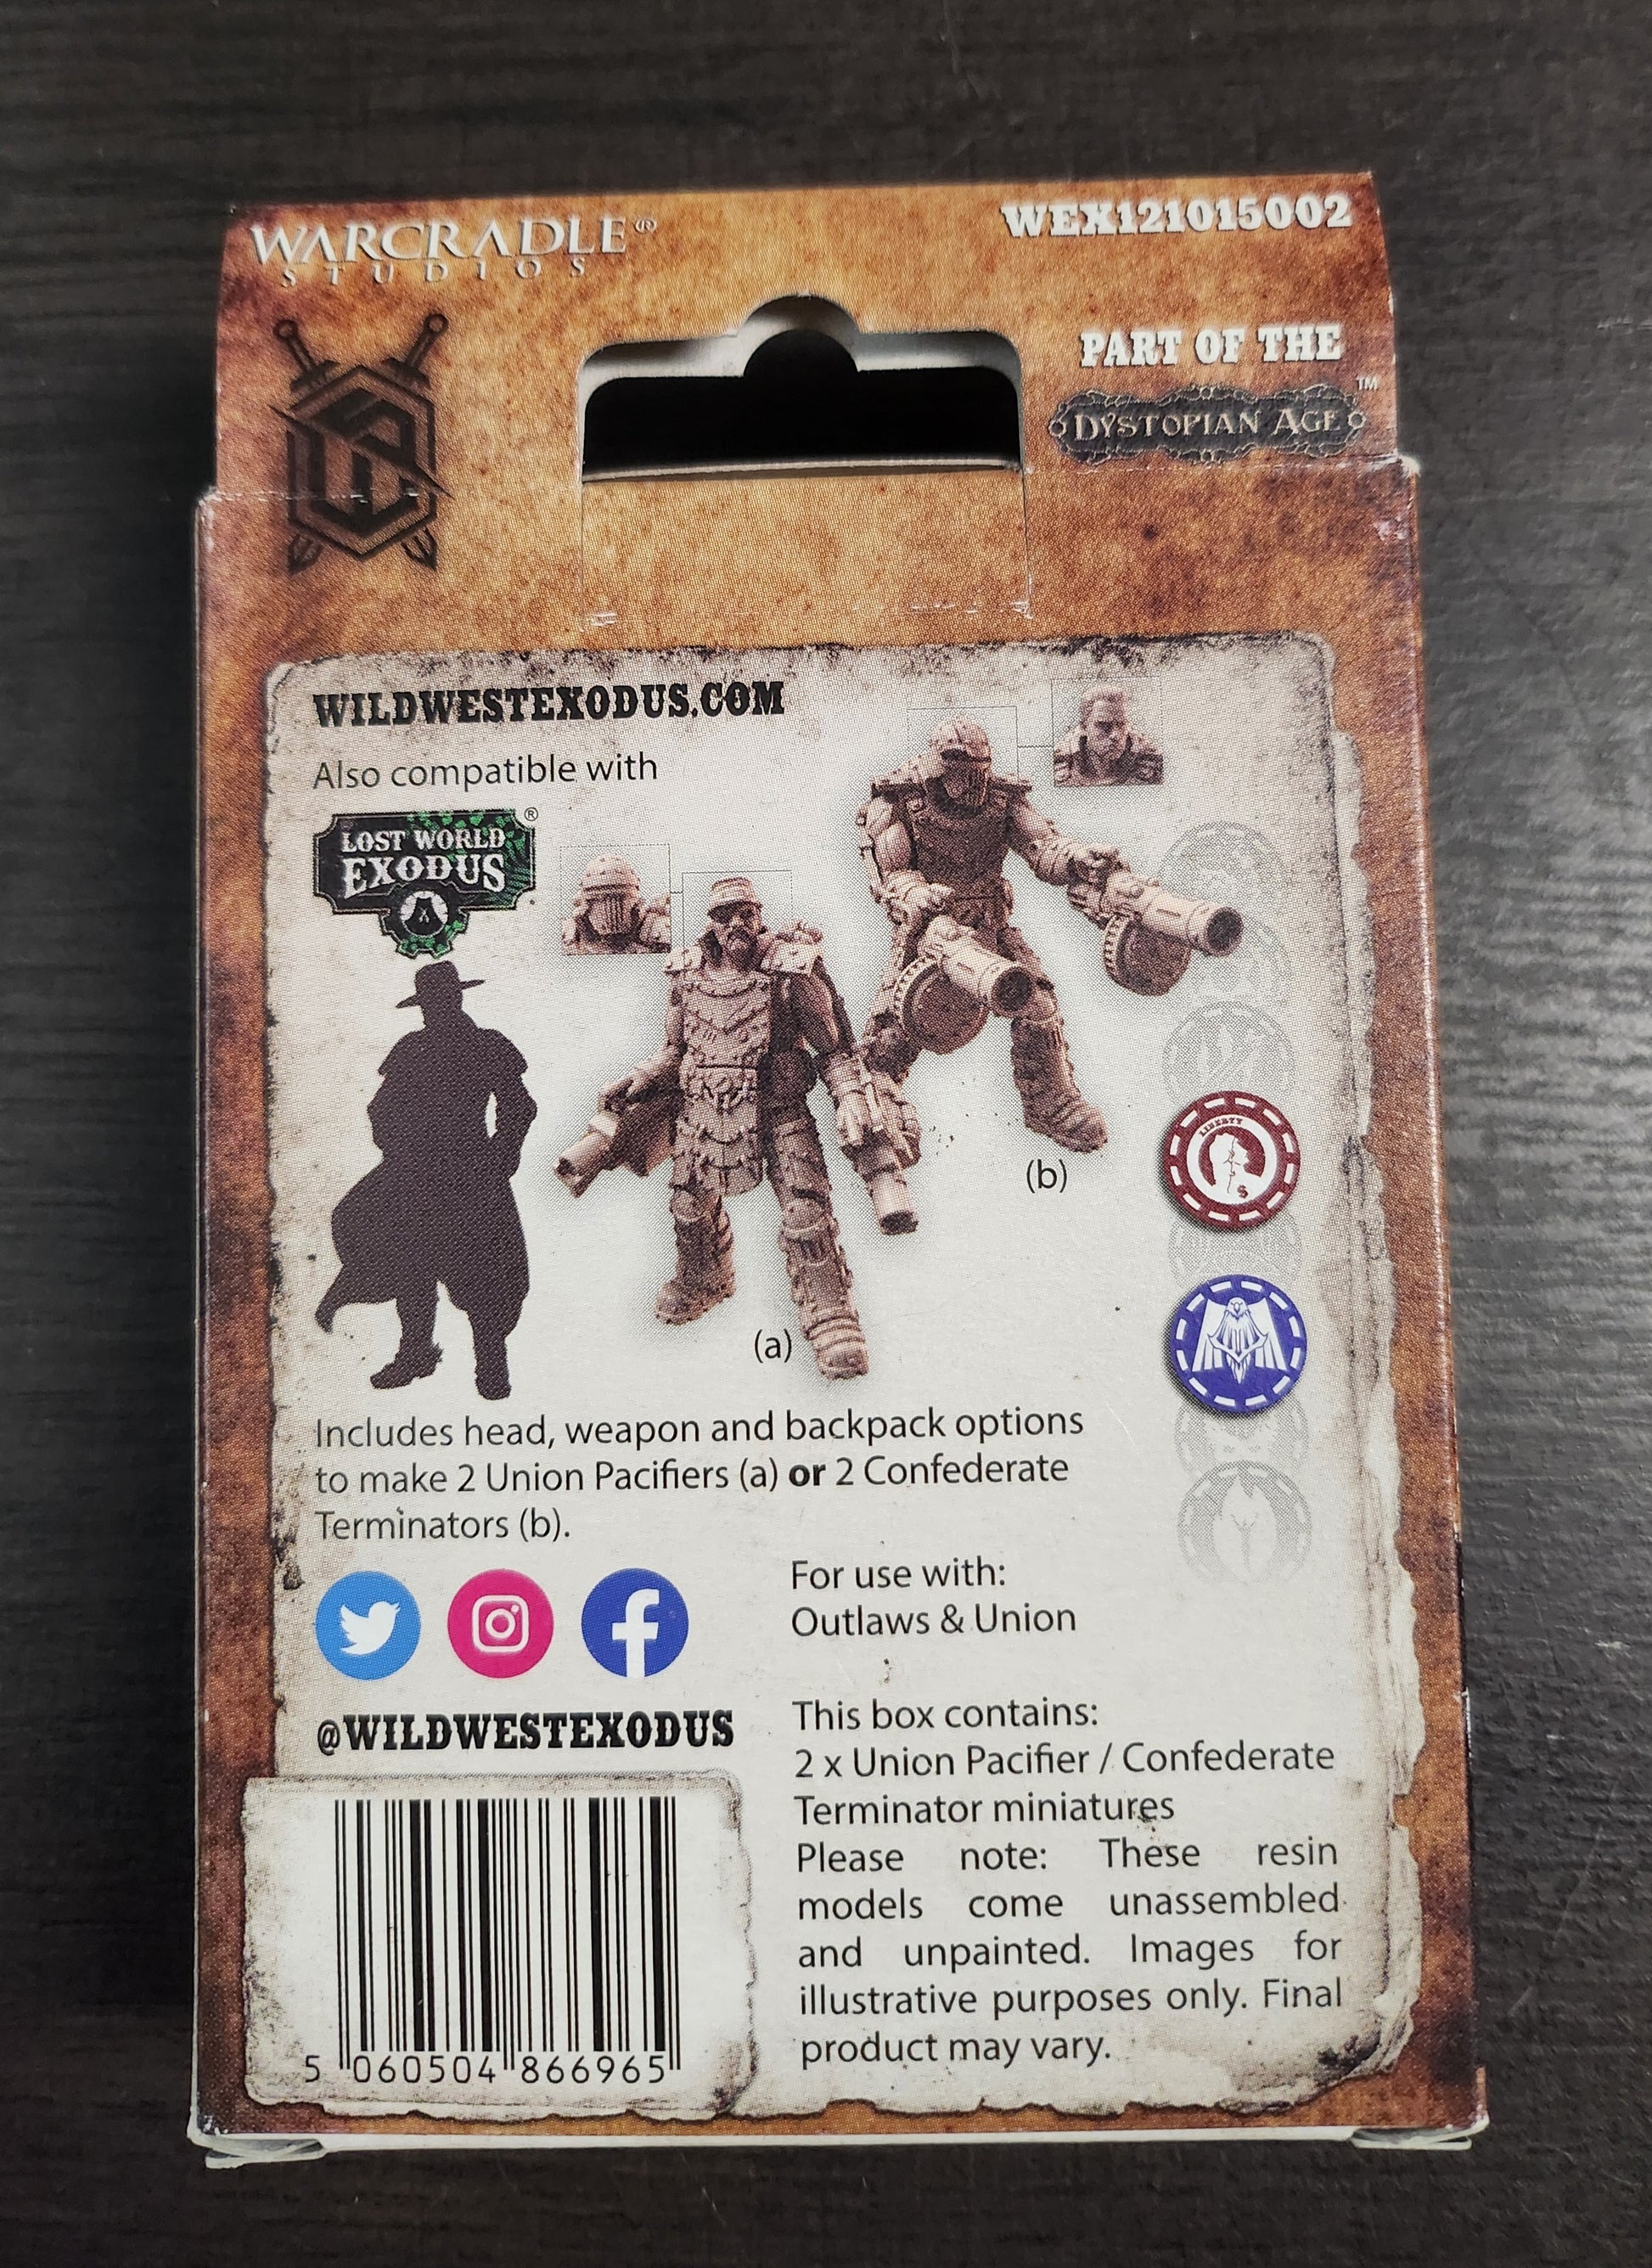 WARCRADLE®
STUDIOS
WEX121015002
PART OF THE
DYSTOPIAN AGE™
WILDWESTEXODUS.COM
Also compatible with
LOST WORLD
EXODUS®
(b)
LIBERTY
$
(a)
Includes head, weapon and backpack options
to make 2 Union Pacifiers (a) or 2 Confederate
Terminators (b).
For use with:
Outlaws & Union
@WILDWESTEXODUS
This box contains:
2 x Union Pacifier / Confederate
Terminator miniatures
Please note: These resin
models come unassembled
and unpainted. Images for
illustrative purposes only. Final
product may vary.
5 060504 866965